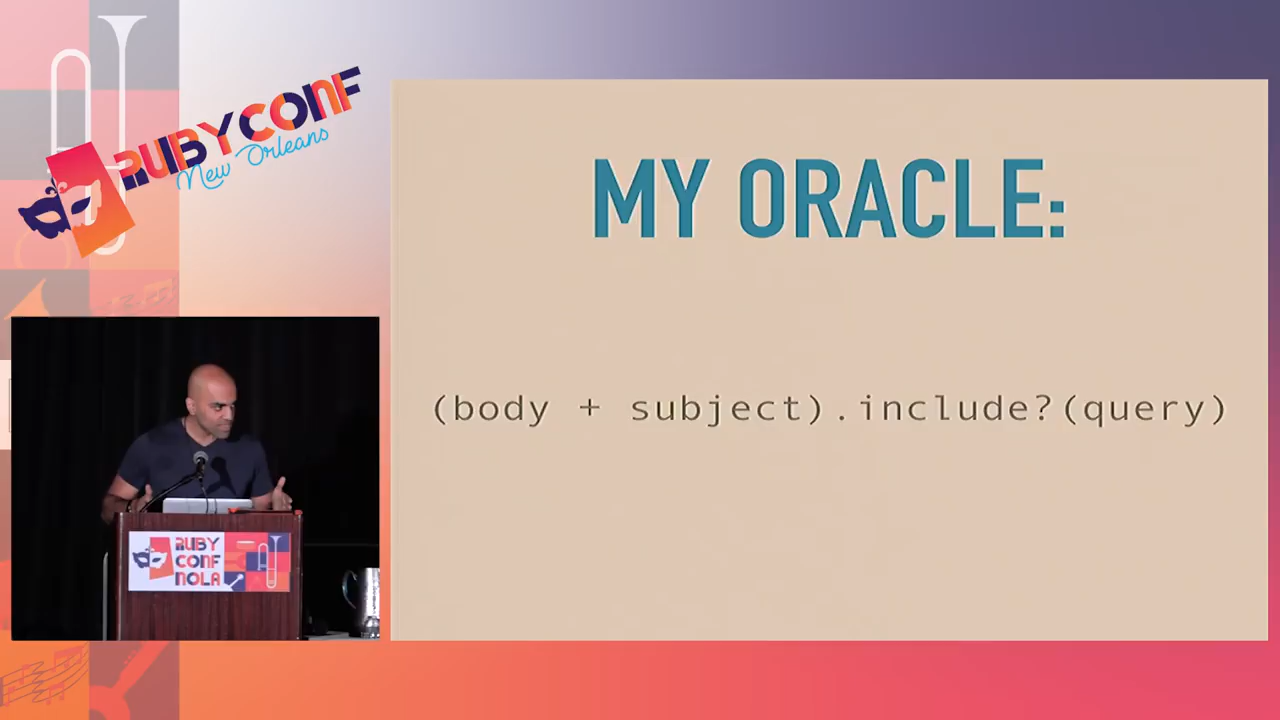 RUBYCONF
New Orleans
MY ORACLE:
(body + subject).include?(query)
RUBY
CONF
NOLA